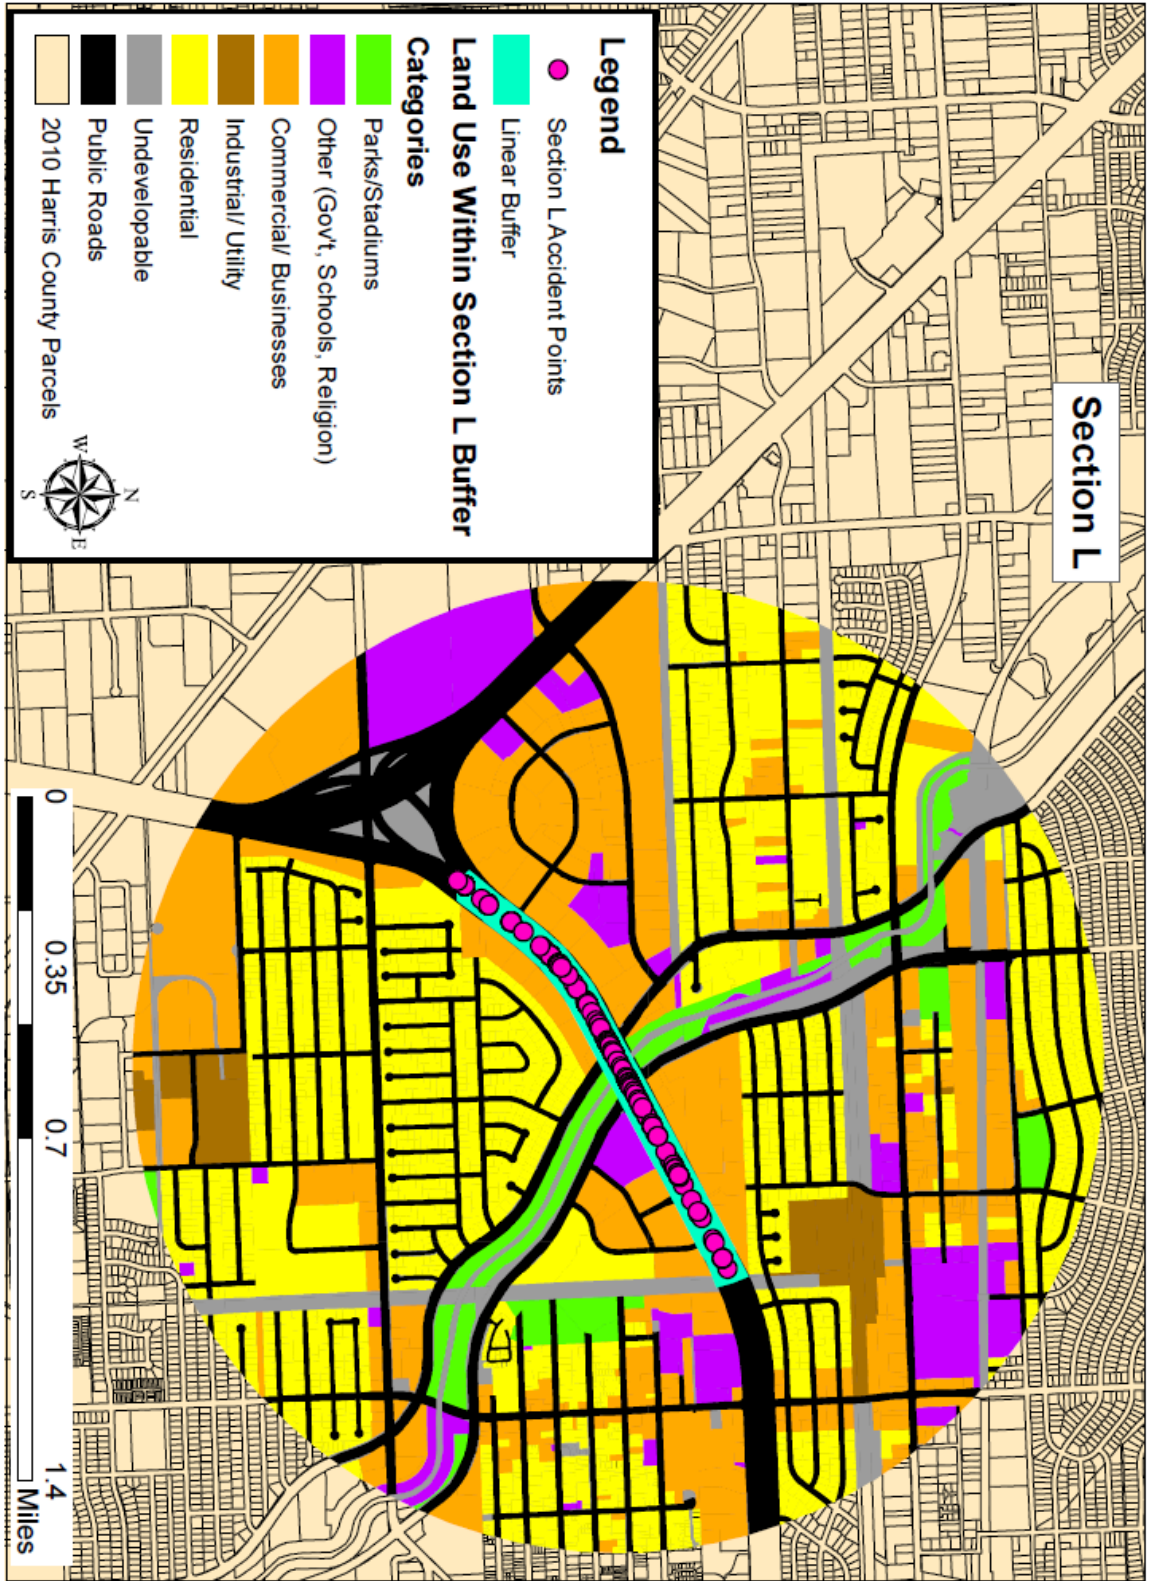 Section L
Legend
Section L Accident Points
Linear Buffer
Land Use Within Section L Buffer
Categories
Parks/Stadiums
Other (Gov't, Schools, Religion)
Commercial/ Businesses
Industrial/ Utility
Residential
Undevelopable
Public Roads
2010 Harris County Parcels
N
W
E
S
0 0.35 0.7 1.4
Miles